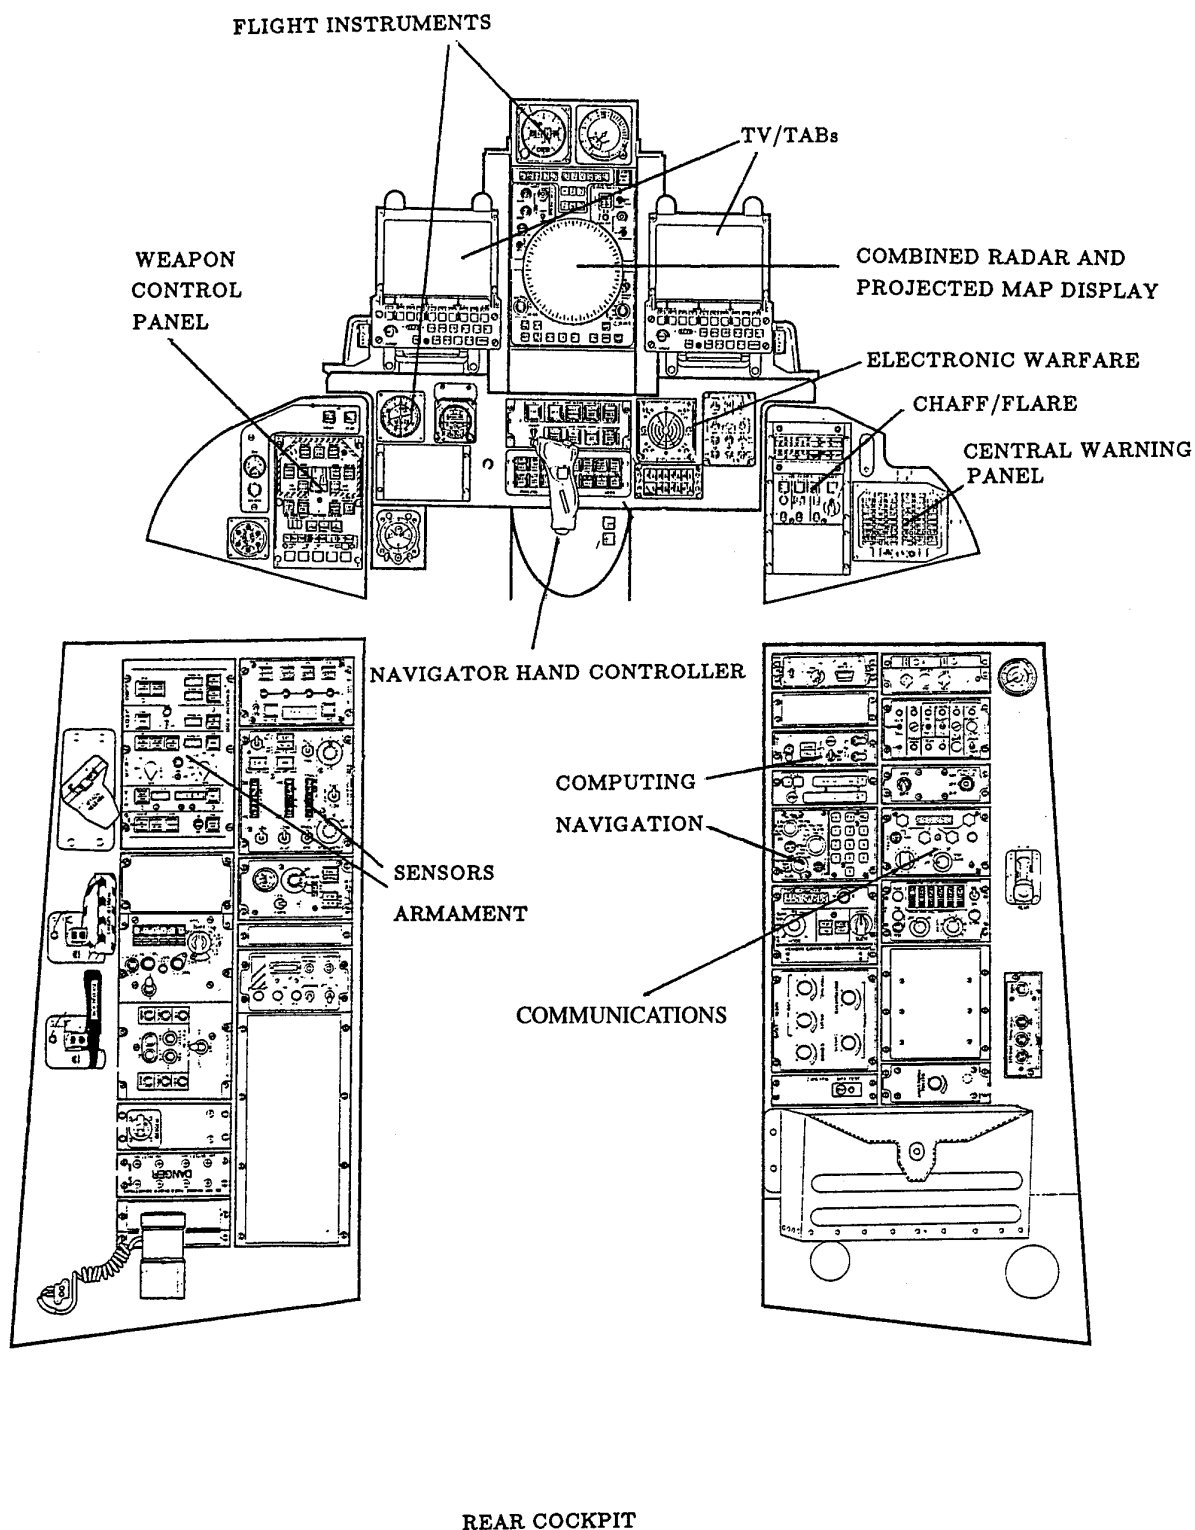 FLIGHT INSTRUMENTS
TV/TABs
WEAPON
CONTROL
PANEL
COMBINED RADAR AND
PROJECTED MAP DISPLAY
ELECTRONIC WARFARE
CHAFF/FLARE
CENTRAL WARNING
PANEL
NAVIGATOR HAND CONTROLLER
COMPUTING
NAVIGATION
SENSORS
ARMAMENT
COMMUNICATIONS
DANGER
REAR COCKPIT